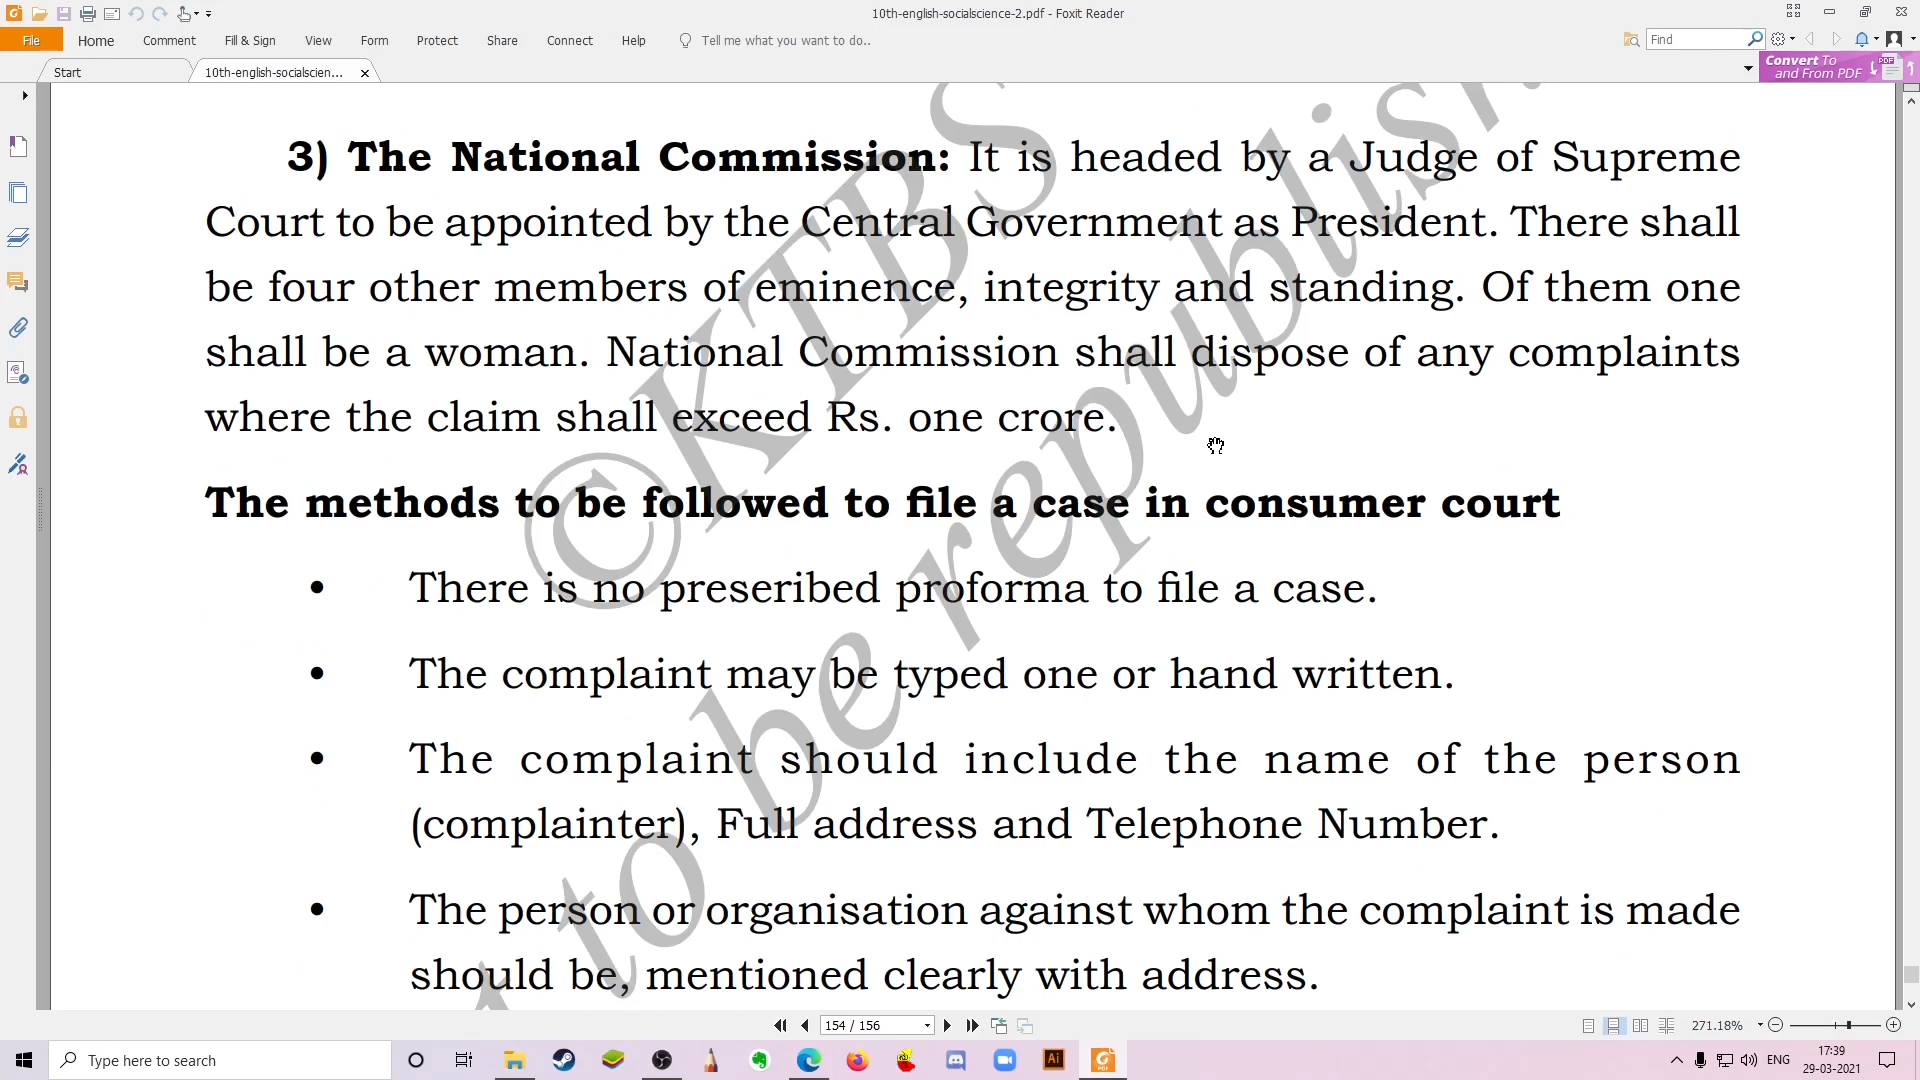 10th-english-socialscience-2.pdf - Foxit Reader
File Home Comment Fill & Sign View Form Protect Share Connect Help Tell me what you want to do.. Find
Start 10th-english-socialscien... Convert To and From PDF
3) The National Commission: It is headed by a Judge of Supreme
Court to be appointed by the Central Government as President. There shall
be four other members of eminence, integrity and standing. Of them one
shall be a woman. National Commission shall dispose of any complaints
where the claim shall exceed Rs. one crore.
The methods to be followed to file a case in consumer court
• There is no preseribed proforma to file a case.
• The complaint may be typed one or hand written.
• The complaint should include the name of the person
(complainter), Full address and Telephone Number.
• The person or organisation against whom the complaint is made
should be, mentioned clearly with address.
©KTBS
to be republish
154 / 156 271.18%
Type here to search Ai PDF ENG 17:39
29-03-2021